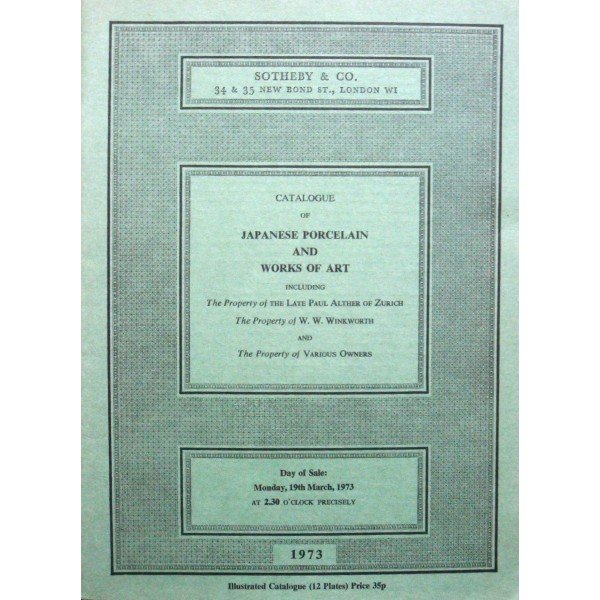 SOTHEBY & CO.
34 & 35 NEW BOND ST., LONDON W1
CATALOGUE
OF
JAPANESE PORCELAIN
AND
WORKS OF ART
INCLUDING
The Property of THE LATE PAUL ALTHER OF ZURICH
The Property of W. W. WINKWORTH
AND
The Property of VARIOUS OWNERS
Day of Sale:
Monday, 19th March, 1973
AT 2.30 O'CLOCK PRECISELY
1973
Illustrated Catalogue (12 Plates) Price 35p